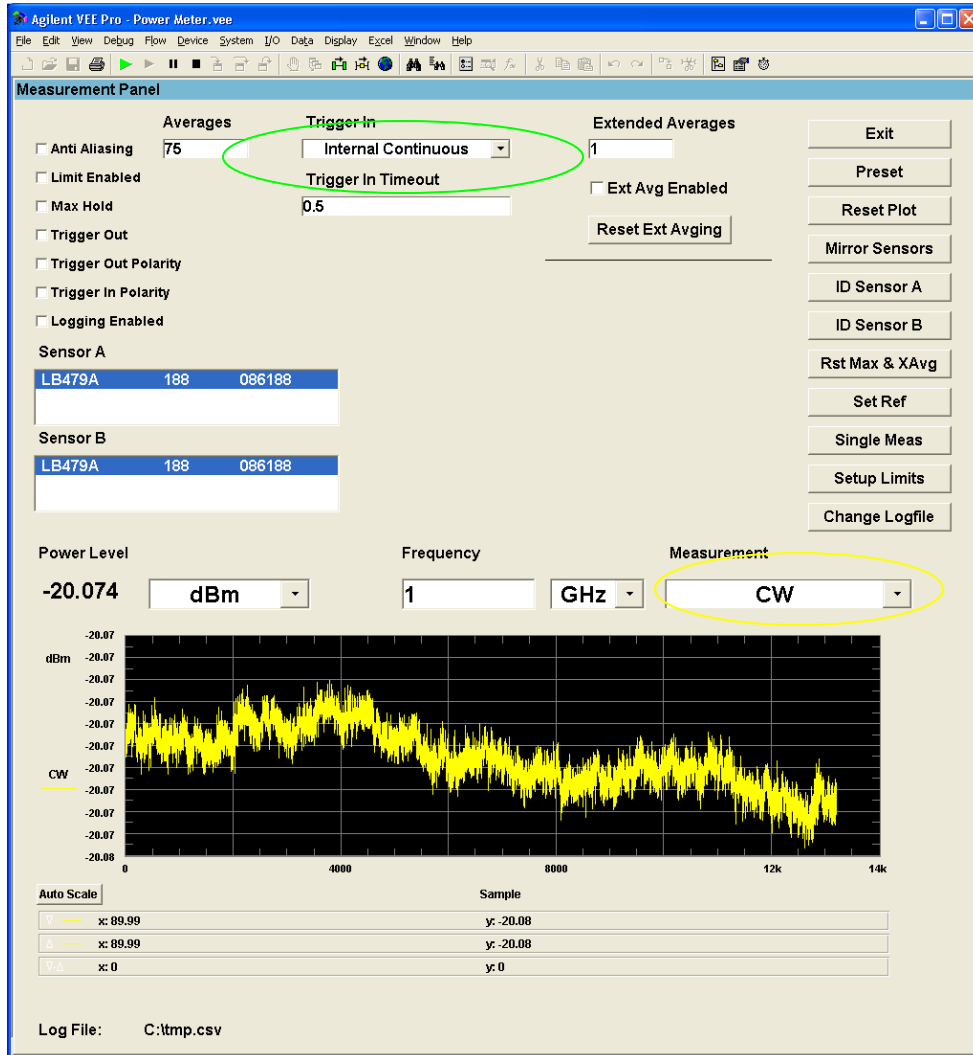 Agilent VEE Pro - Power Meter.vee
File Edit View Debug Flow Device System I/O Data Display Excel Window Help
Measurement Panel
Averages Trigger In Extended Averages
Anti Aliasing 75 Internal Continuous 1
Limit Enabled Trigger In Timeout Ext Avg Enabled
Max Hold 0.5
Trigger Out Reset Ext Avging
Trigger Out Polarity
Trigger In Polarity
Logging Enabled
Exit
Preset
Reset Plot
Mirror Sensors
ID Sensor A
ID Sensor B
Rst Max & XAvg
Set Ref
Single Meas
Setup Limits
Change Logfile
Sensor A
LB479A 188 086188
Sensor B
LB479A 188 086188
Power Level Frequency Measurement
-20.074 dBm 1 GHz CW
-20.07
dBm -20.07
-20.07
-20.07
-20.07
-20.07
CW -20.07
-20.07
-20.07
-20.07
-20.08
0 4000 8000 12k 14k
Auto Scale Sample
x: 89.99 y: -20.08
x: 89.99 y: -20.08
x: 0 y: 0
Log File: C:\tmp.csv